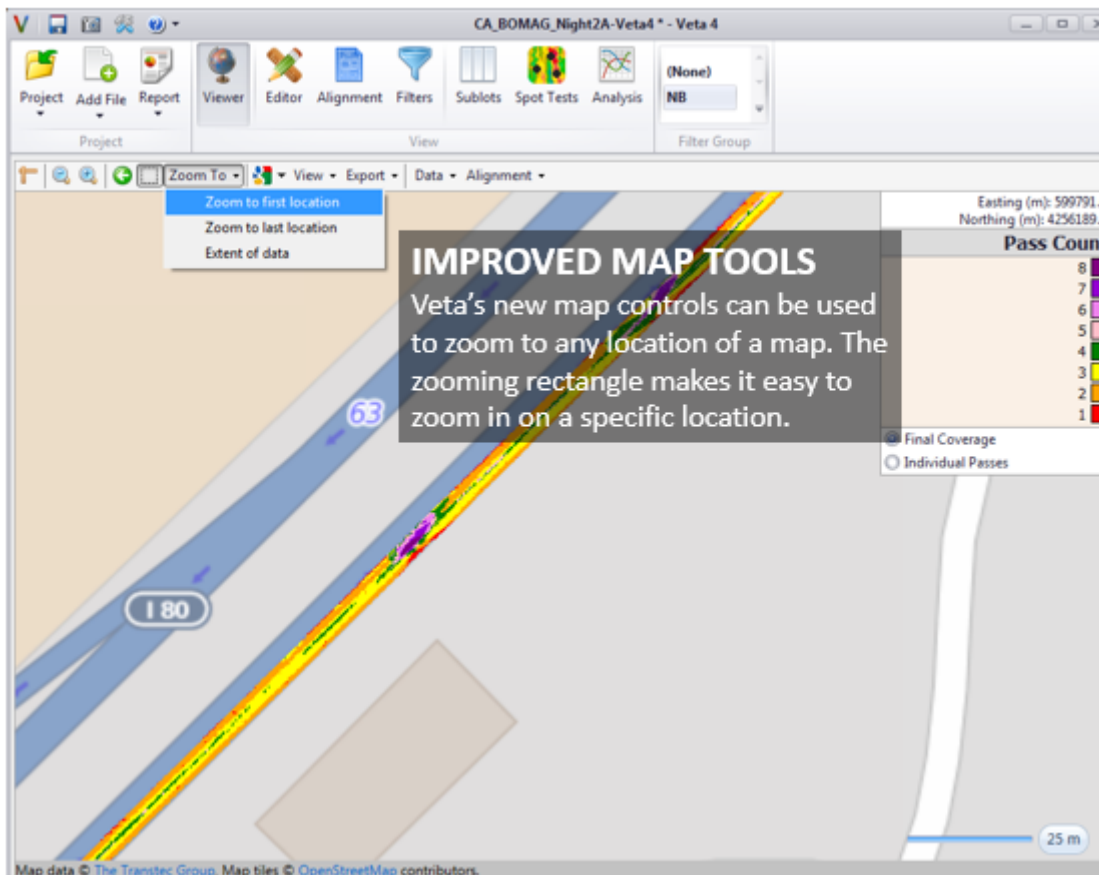 CA_BOMAG_Night2A-Veta4 * - Veta 4
Project
Add File
Report
Viewer
Editor
Alignment
Filters
Sublots
Spot Tests
Analysis
(None)
NB
Project
View
Filter Group
Zoom To
View
Export
Data
Alignment
Zoom to first location
Zoom to last location
Extent of data
Easting (m): 599791.
Northing (m): 4256189.
Pass Coun
8
7
6
5
4
3
2
1
Final Coverage
Individual Passes
IMPROVED MAP TOOLS
Veta's new map controls can be used
to zoom to any location of a map. The
zooming rectangle makes it easy to
zoom in on a specific location.
63
I 80
25 m
Map data © The Transtec Group, Map tiles © OpenStreetMap contributors.